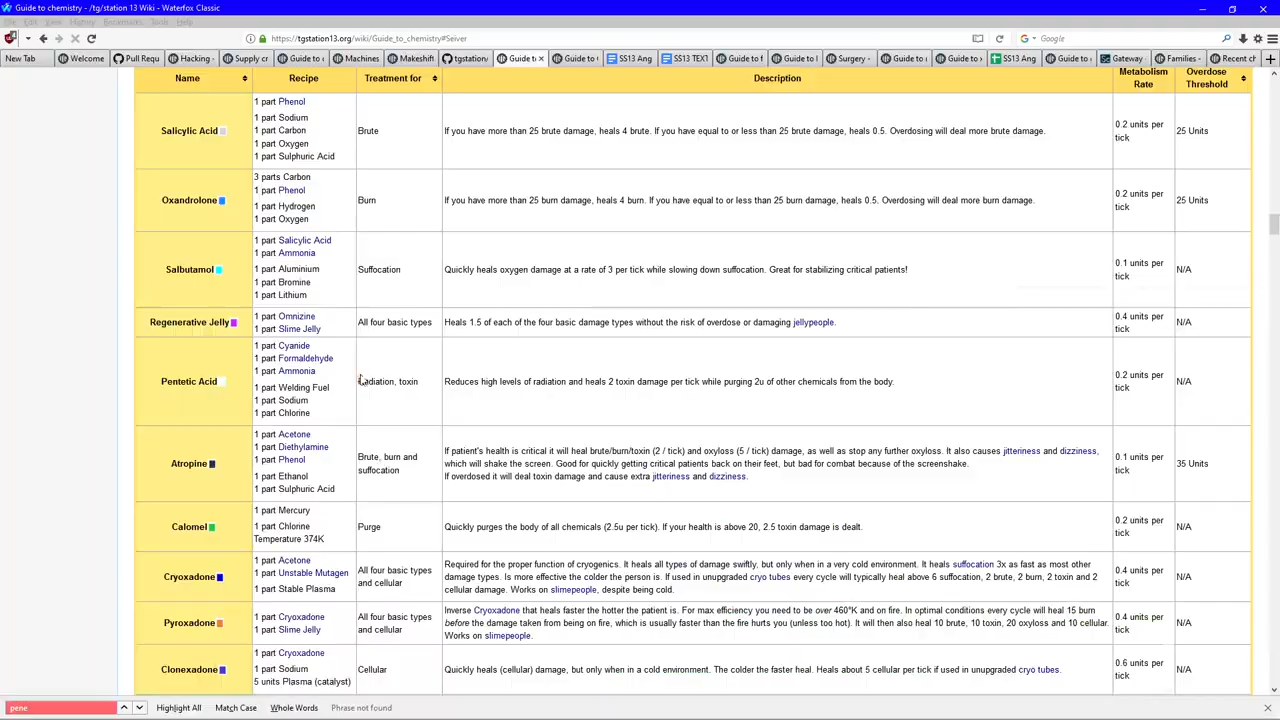 Guide to chemistry - /tg/station 13 Wiki - Waterfox Classic
File Edit View History Bookmarks Tools Help
https://tgstation13.org/wiki/Guide_to_chemistry#Seiver
Google
New Tab
Welcome
Pull Requ
Hacking -
Supply cr
Guide to
Machines
Makeshift
tgstation/
Guide to
Guide to
SS13 Ang
SS13 TEXT
Guide to f
Guide to l
Surgery -
Guide to
Guide to
SS13 Ang
Guide to
Gateway
Families -
Recent ch
Name
Recipe
Treatment for
Description
Metabolism
Rate
Overdose
Threshold
Salicylic Acid
1 part Phenol
1 part Sodium
1 part Carbon
1 part Oxygen
1 part Sulphuric Acid
Brute
If you have more than 25 brute damage, heals 4 brute. If you have equal to or less than 25 brute damage, heals 0.5. Overdosing will deal more brute damage.
0.2 units per
tick
25 Units
Oxandrolone
3 parts Carbon
1 part Phenol
1 part Hydrogen
1 part Oxygen
Burn
If you have more than 25 burn damage, heals 4 burn. If you have equal to or less than 25 burn damage, heals 0.5. Overdosing will deal more burn damage.
0.2 units per
tick
25 Units
Salbutamol
1 part Salicylic Acid
1 part Ammonia
1 part Aluminium
1 part Bromine
1 part Lithium
Suffocation
Quickly heals oxygen damage at a rate of 3 per tick while slowing down suffocation. Great for stabilizing critical patients!
0.1 units per
tick
N/A
Regenerative Jelly
1 part Omnizine
1 part Slime Jelly
All four basic types
Heals 1.5 of each of the four basic damage types without the risk of overdose or damaging jellypeople.
0.4 units per
tick
N/A
Pentetic Acid
1 part Cyanide
1 part Formaldehyde
1 part Ammonia
1 part Welding Fuel
1 part Sodium
1 part Chlorine
Radiation, toxin
Reduces high levels of radiation and heals 2 toxin damage per tick while purging 2u of other chemicals from the body.
0.2 units per
tick
N/A
Atropine
1 part Acetone
1 part Diethylamine
1 part Phenol
1 part Ethanol
1 part Sulphuric Acid
Brute, burn and
suffocation
If patient's health is critical it will heal brute/burn/toxin (2 / tick) and oxyloss (5 / tick) damage, as well as stop any further oxyloss. It also causes jitteriness and dizziness,
which will shake the screen. Good for quickly getting critical patients back on their feet, but bad for combat because of the screenshake.
If overdosed it will deal toxin damage and cause extra jitteriness and dizziness.
0.1 units per
tick
35 Units
Calomel
1 part Mercury
1 part Chlorine
Temperature 374K
Purge
Quickly purges the body of all chemicals (2.5u per tick). If your health is above 20, 2.5 toxin damage is dealt.
0.2 units per
tick
N/A
Cryoxadone
1 part Acetone
1 part Unstable Mutagen
1 part Stable Plasma
All four basic types
and cellular
Required for the proper function of cryogenics. It heals all types of damage swiftly, but only when in a very cold environment. It heals suffocation 3x as fast as most other
damage types. Is more effective the colder the person is. If used in unupgraded cryo tubes every cycle will typically heal above 6 suffocation, 2 brute, 2 burn, 2 toxin and 2
cellular damage. Works on slimepeople, despite being cold.
0.4 units per
tick
N/A
Pyroxadone
1 part Cryoxadone
1 part Slime Jelly
All four basic types
and cellular
Inverse Cryoxadone that heals faster the hotter the patient is. For max efficiency you need to be over 460°K and on fire. In optimal conditions every cycle will heal 15 burn
before the damage taken from being on fire, which is usually faster than the fire hurts you (unless too hot). It will then also heal 10 brute, 10 toxin, 20 oxyloss and 10 cellular.
Works on slimepeople.
0.4 units per
tick
N/A
Clonexadone
1 part Cryoxadone
1 part Sodium
5 units Plasma (catalyst)
Cellular
Quickly heals (cellular) damage, but only when in a cold environment. The colder the faster heal. Heals about 5 cellular per tick if used in unupgraded cryo tubes.
0.6 units per
tick
N/A
pene
Highlight All
Match Case
Whole Words
Phrase not found